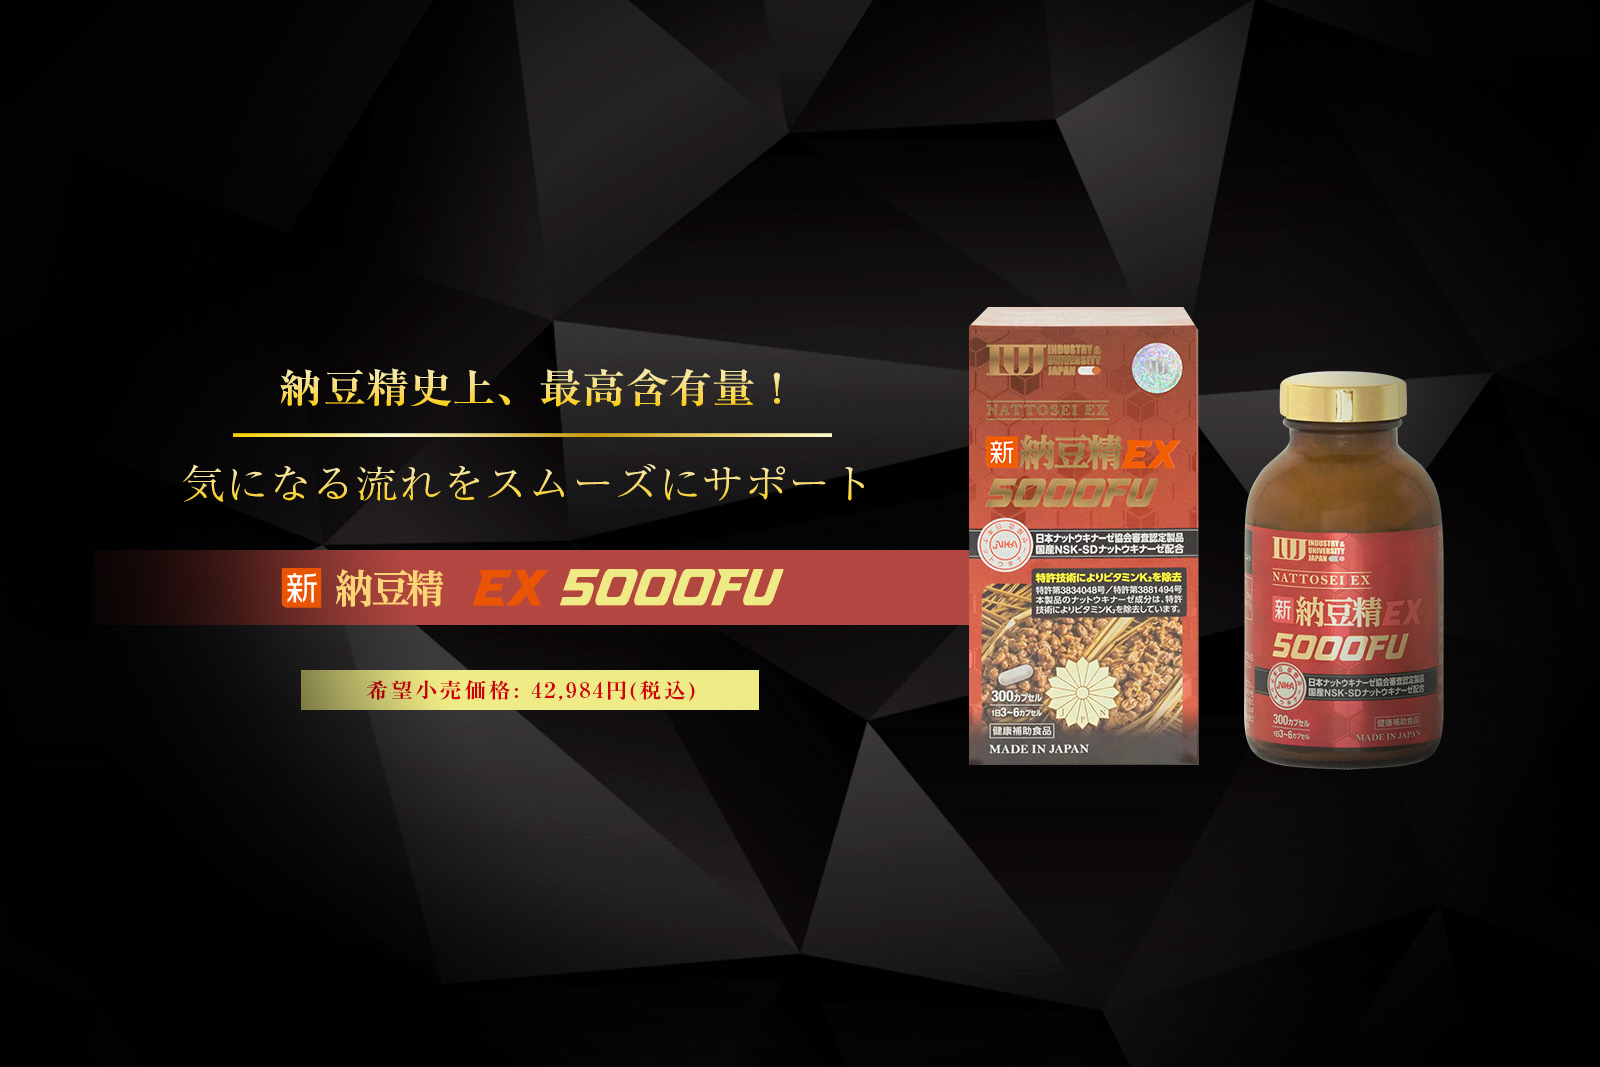 納豆精史上、最高含有量！
気になる流れをスムーズにサポート
新 納豆精 EX 5000FU
希望小売価格: 42,984円(税込)
IUJ INDUSTRY & UNIVERSITY JAPAN
NATTOSEI EX
新 納豆精EX
5000FU
JNKA
日本ナットウキナーゼ協会審査認定製品
国産NSK-SDナットウキナーゼ配合
特許技術によりビタミンK₂を除去
特許第3834048号／特許第3881494号
本製品のナットウキナーゼ成分は、特許
技術によりビタミンK₂を除去しています。
300カプセル
1日3~6カプセル
健康補助食品
MADE IN JAPAN
IUJ INDUSTRY & UNIVERSITY JAPAN
NATTOSEI EX
新 納豆精EX
5000FU
JNKA
日本ナットウキナーゼ協会審査認定製品
国産NSK-SDナットウキナーゼ配合
300カプセル
1日3~6カプセル
健康補助食品
MADE IN JAPAN